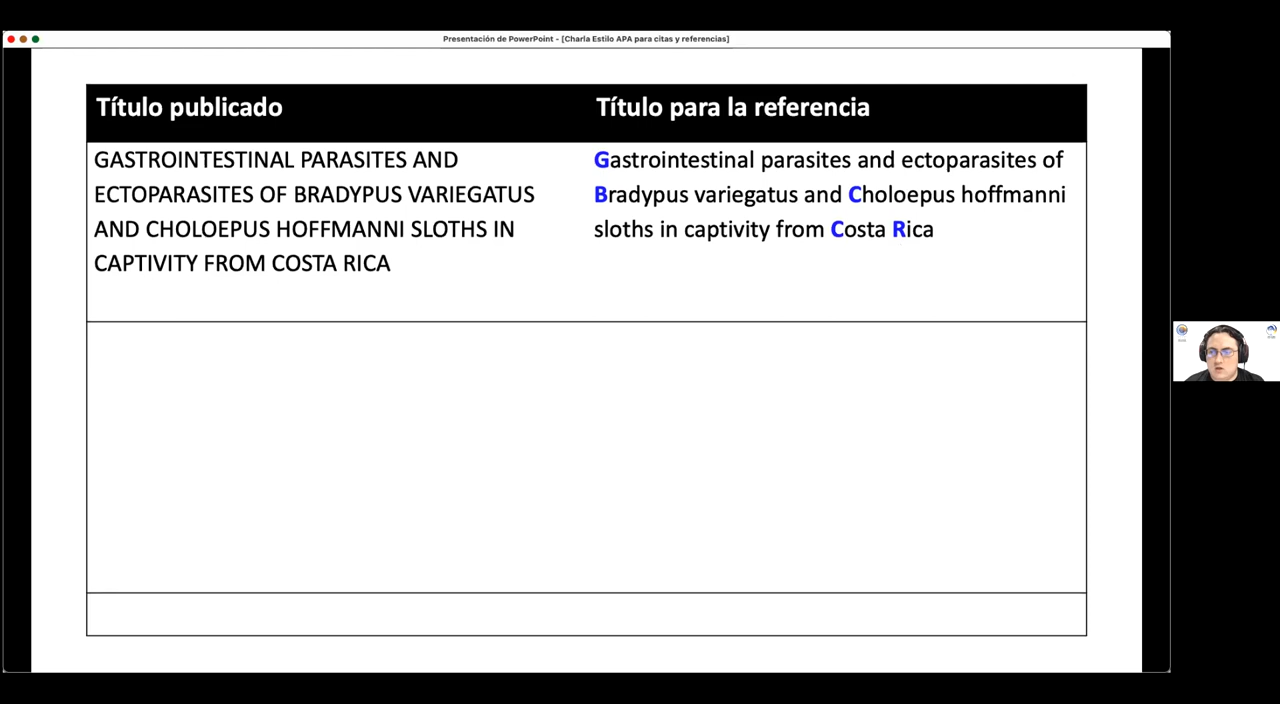 Presentación de PowerPoint - [Charla Estilo APA para citas y referencias]
Título publicado
Título para la referencia
GASTROINTESTINAL PARASITES AND
ECTOPARASITES OF BRADYPUS VARIEGATUS
AND CHOLOEPUS HOFFMANNI SLOTHS IN
CAPTIVITY FROM COSTA RICA
Gastrointestinal parasites and ectoparasites of
Bradypus variegatus and Choloepus hoffmanni
sloths in captivity from Costa Rica